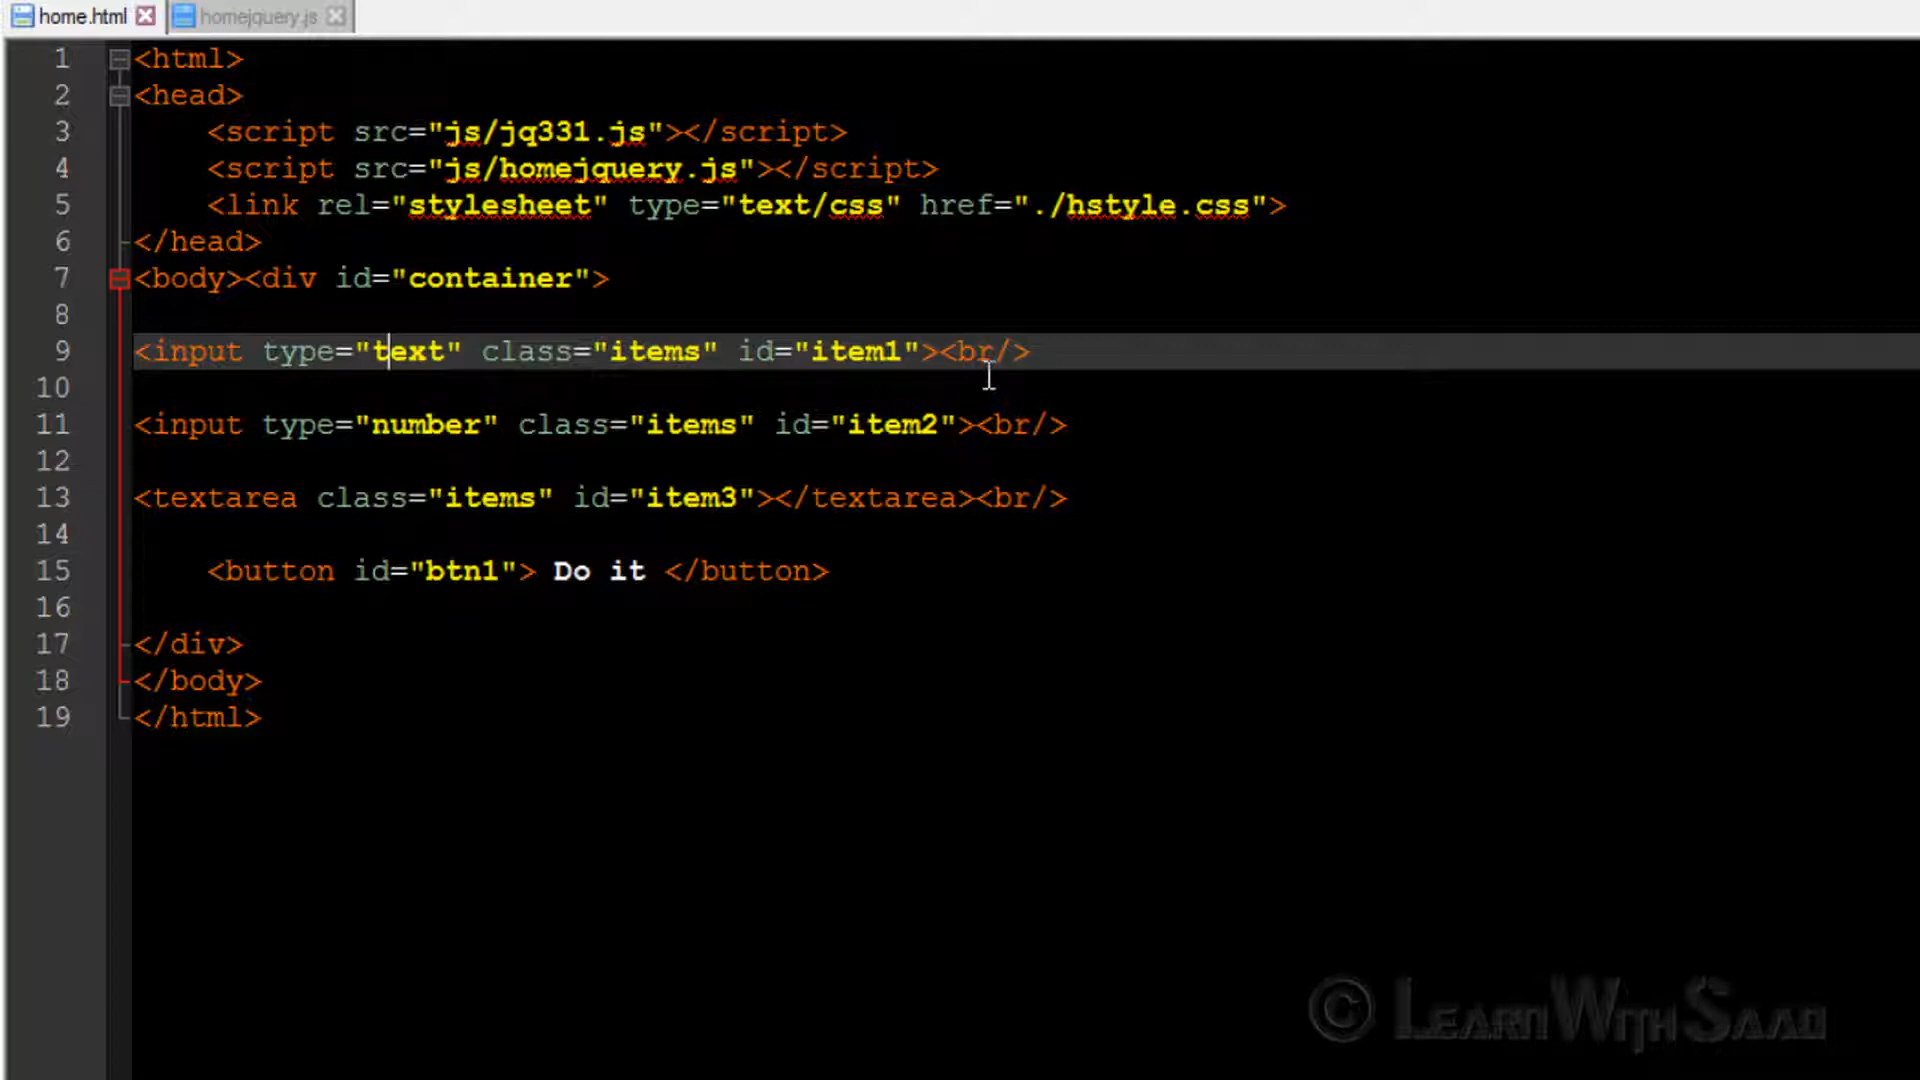 home.html homejquery.js
1 <html>
2 <head>
3 <script src="js/jq331.js"></script>
4 <script src="js/homejquery.js"></script>
5 <link rel="stylesheet" type="text/css" href="./hstyle.css">
6 </head>
7 <body><div id="container">
8
9 <input type="text" class="items" id="item1"><br/>
10
11 <input type="number" class="items" id="item2"><br/>
12
13 <textarea class="items" id="item3"></textarea><br/>
14
15 <button id="btn1"> Do it </button>
16
17 </div>
18 </body>
19 </html>
© LearnWithSaad